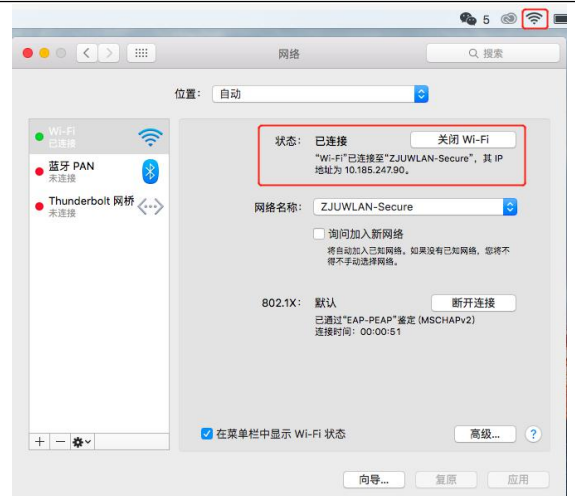 5
网络
搜索
位置： 自动
Wi-Fi
已连接
蓝牙 PAN
未连接
Thunderbolt 网桥
未连接
状态： 已连接 关闭 Wi-Fi
“Wi-Fi”已连接至“ZJUWLAN-Secure”，其 IP
地址为 10.185.247.90。
网络名称： ZJUWLAN-Secure
询问加入新网络
将自动加入已知网络。如果没有已知网络，您将不
得不手动选择网络。
802.1X： 默认 断开连接
已通过“EAP-PEAP”鉴定 (MSCHAPv2)
连接时间：00:00:51
在菜单栏中显示 Wi-Fi 状态 高级... ?
向导... 复原 应用